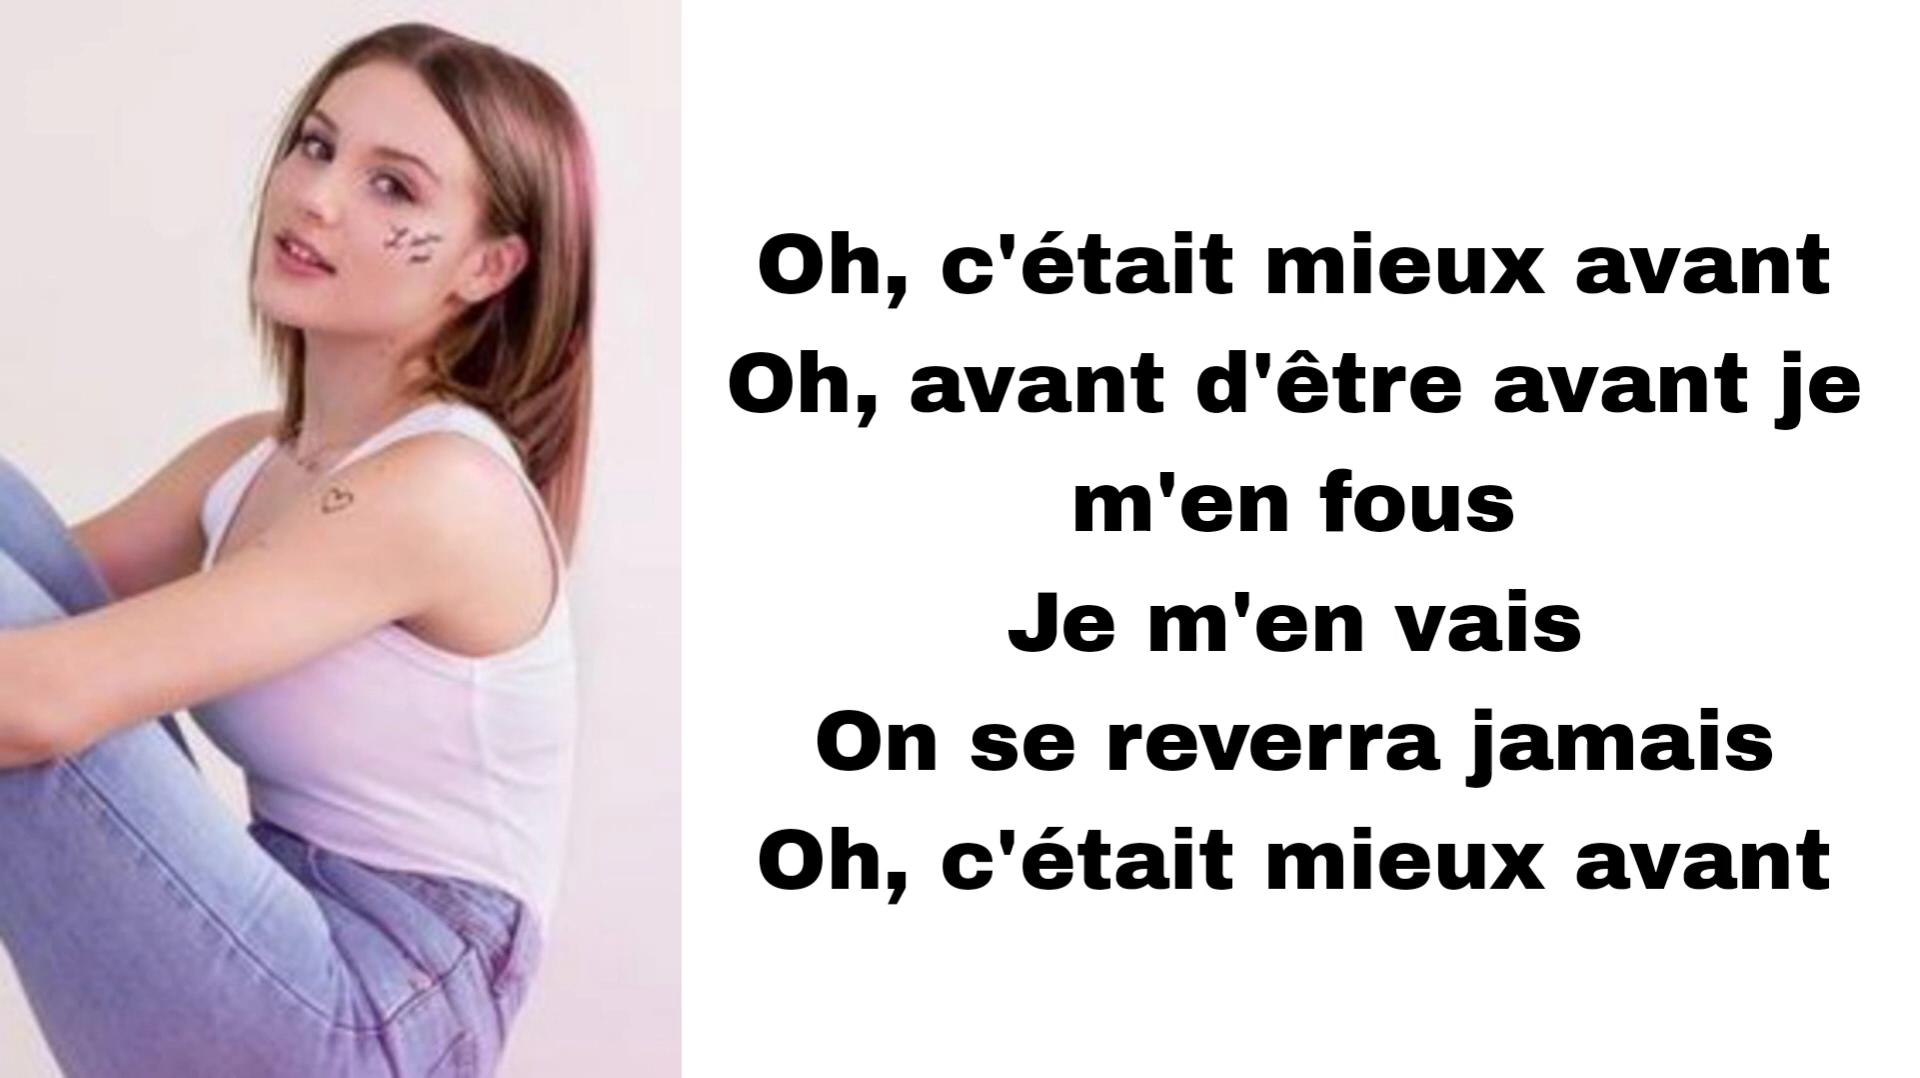 Oh, c'était mieux avant
Oh, avant d'être avant je
m'en fous
Je m'en vais
On se reverra jamais
Oh, c'était mieux avant